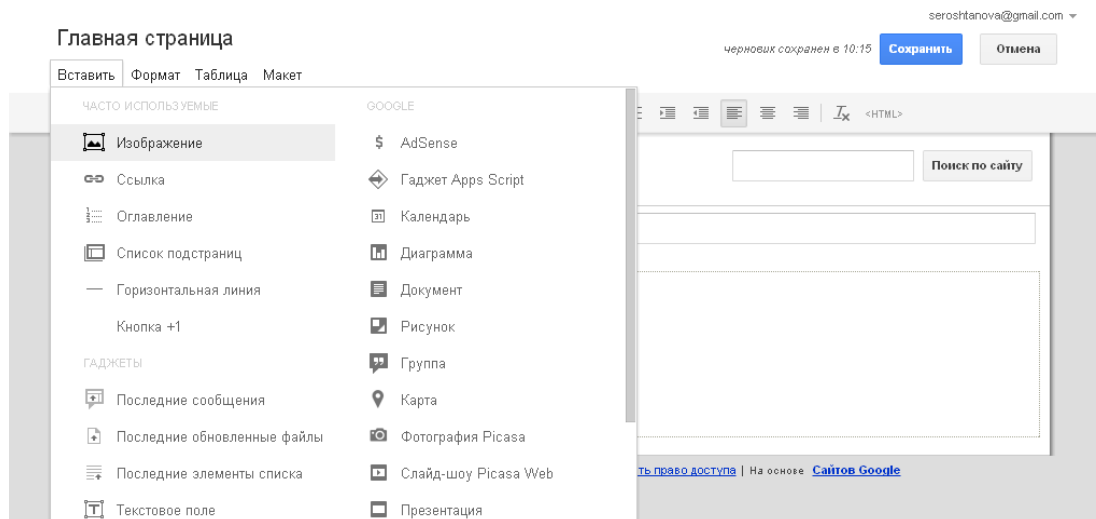 seroshtanova@gmail.com
Главная страница
черновик сохранен в 10:15 Сохранить Отмена
Вставить Формат Таблица Макет
<HTML>
ЧАСТО ИСПОЛЬЗУЕМЫЕ
Изображение
Ссылка
Оглавление
Список подстраниц
Горизонтальная линия
Кнопка +1
ГАДЖЕТЫ
Последние сообщения
Последние обновленные файлы
Последние элементы списка
Текстовое поле
GOOGLE
AdSense
Гаджет Apps Script
Календарь
Диаграмма
Документ
Рисунок
Группа
Карта
Фотография Picasa
Слайд-шоу Picasa Web
Презентация
Поиск по сайту
ть право доступа | На основе Сайтов Google